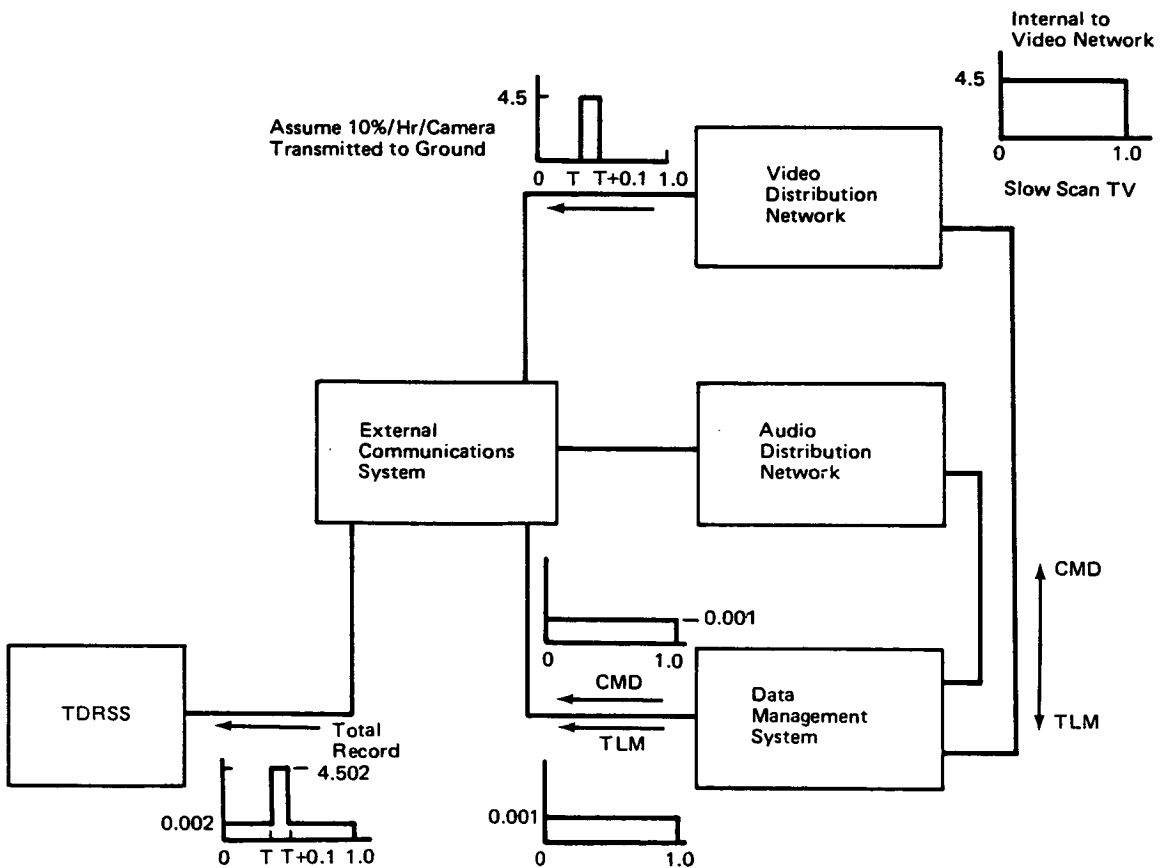 Internal to
Video Network
4.5
0 1.0
Slow Scan TV
Assume 10%/Hr/Camera
Transmitted to Ground
4.5
0 T T+0.1 1.0
Video
Distribution
Network
External
Communications
System
Audio
Distribution
Network
CMD
TLM
0.001
0 1.0
CMD
TLM
Data
Management
System
TDRSS
Total
Record
4.502
0.002
0 T T+0.1 1.0
0.001
0 1.0